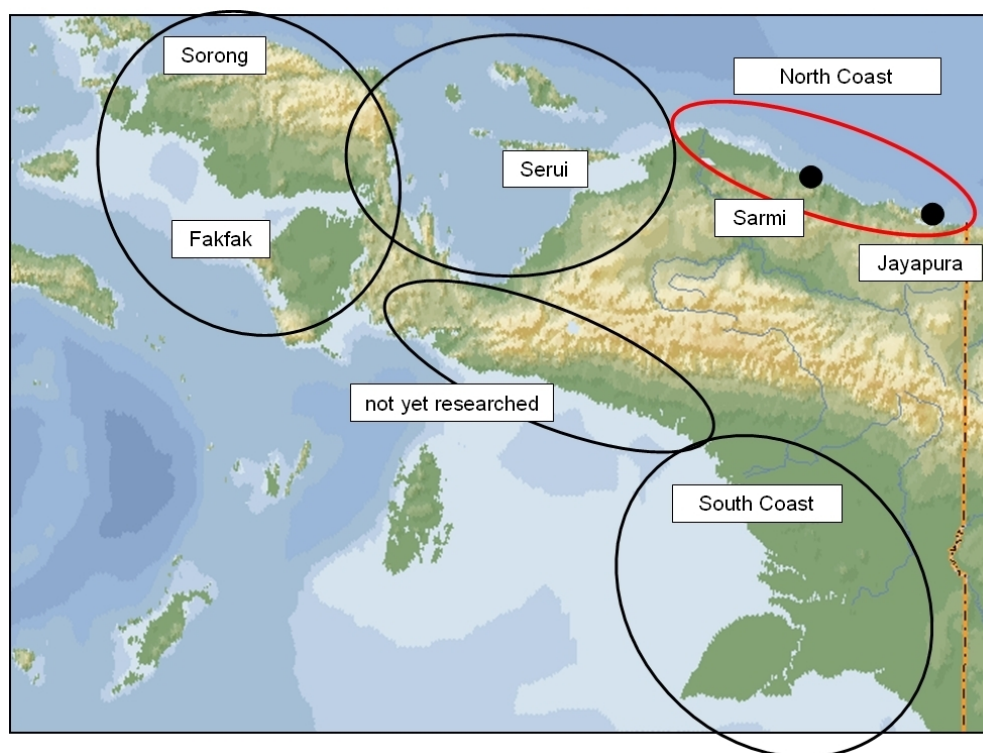 Sorong
North Coast
Serui
Sarmi
Fakfak
Jayapura
not yet researched
South Coast